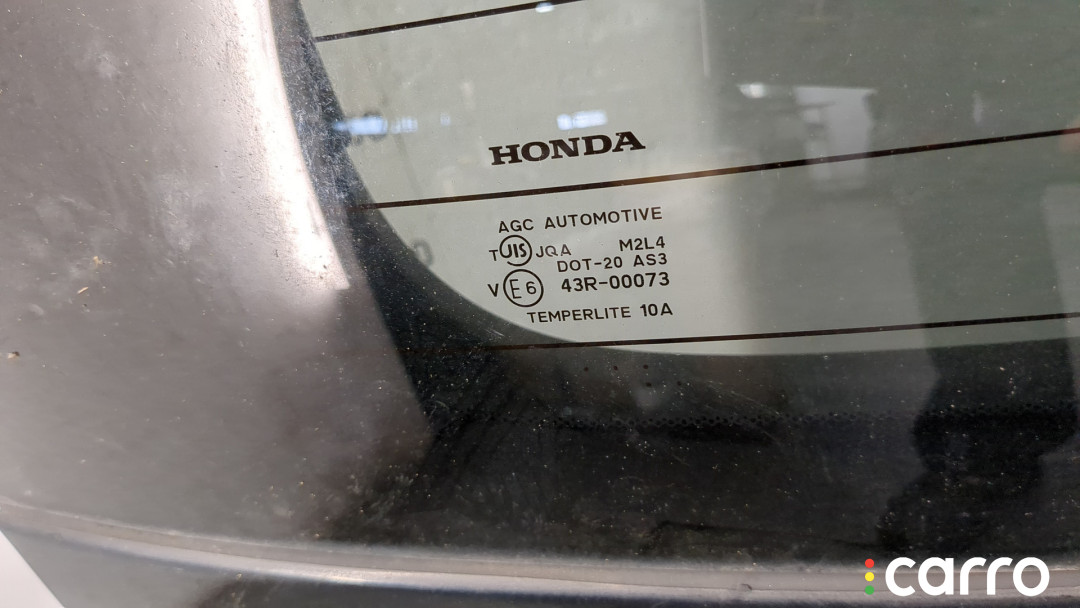 HONDA
AGC AUTOMOTIVE
T JIS JQA M2L4
DOT-20 AS3
V E6 43R-00073
TEMPERLITE 10A
carro